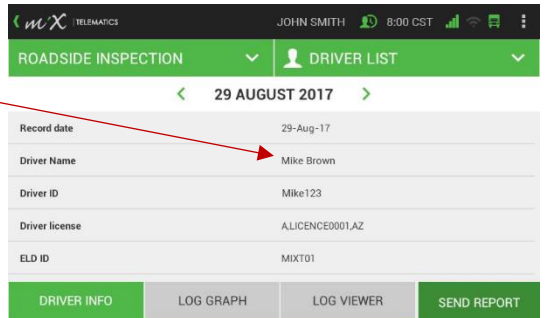 miX TELEMATICS JOHN SMITH 8:00 CST
ROADSIDE INSPECTION DRIVER LIST
29 AUGUST 2017
Record date 29-Aug-17
Driver Name Mike Brown
Driver ID Mike123
Driver license A,LICENCE0001,AZ
ELD ID MIXT01
DRIVER INFO LOG GRAPH LOG VIEWER SEND REPORT